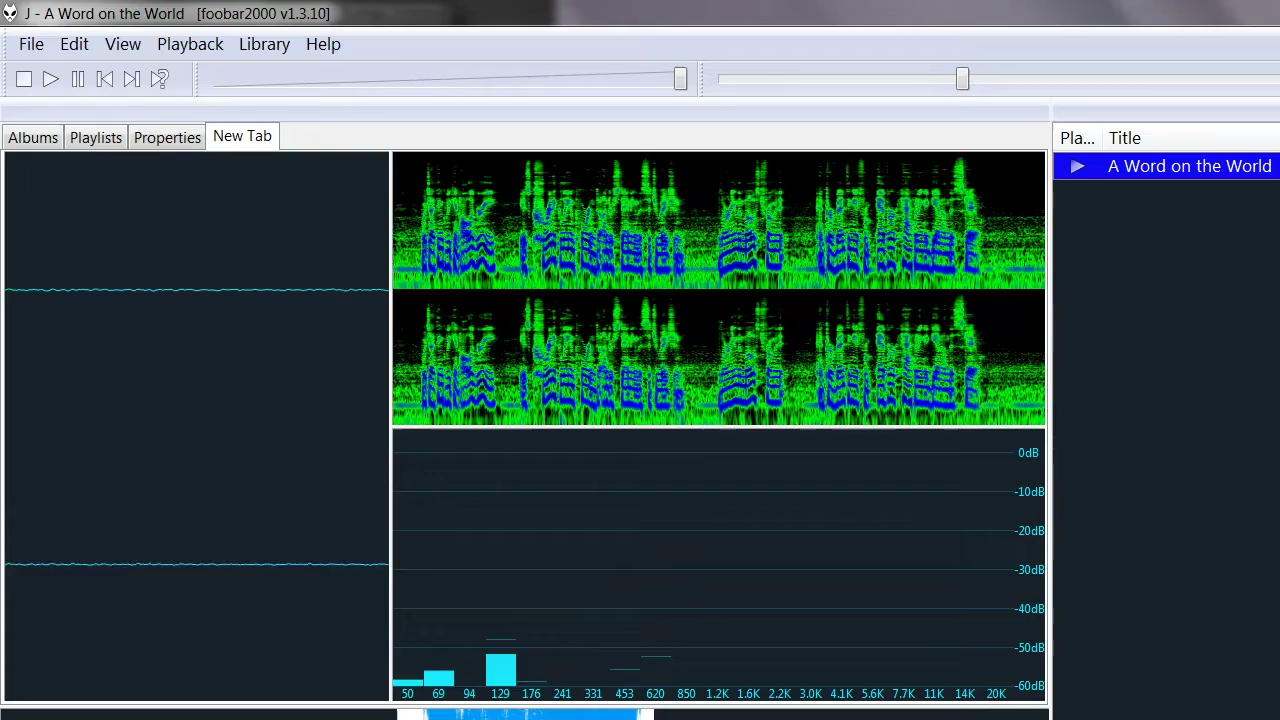 J - A Word on the World [foobar2000 v1.3.10]
File Edit View Playback Library Help
Albums Playlists Properties New Tab
Pla... Title
A Word on the World
0dB
-10dB
-20dB
-30dB
-40dB
-50dB
-60dB
50 69 94 129 176 241 331 453 620 850 1.2K 1.6K 2.2K 3.0K 4.1K 5.6K 7.7K 11K 14K 20K